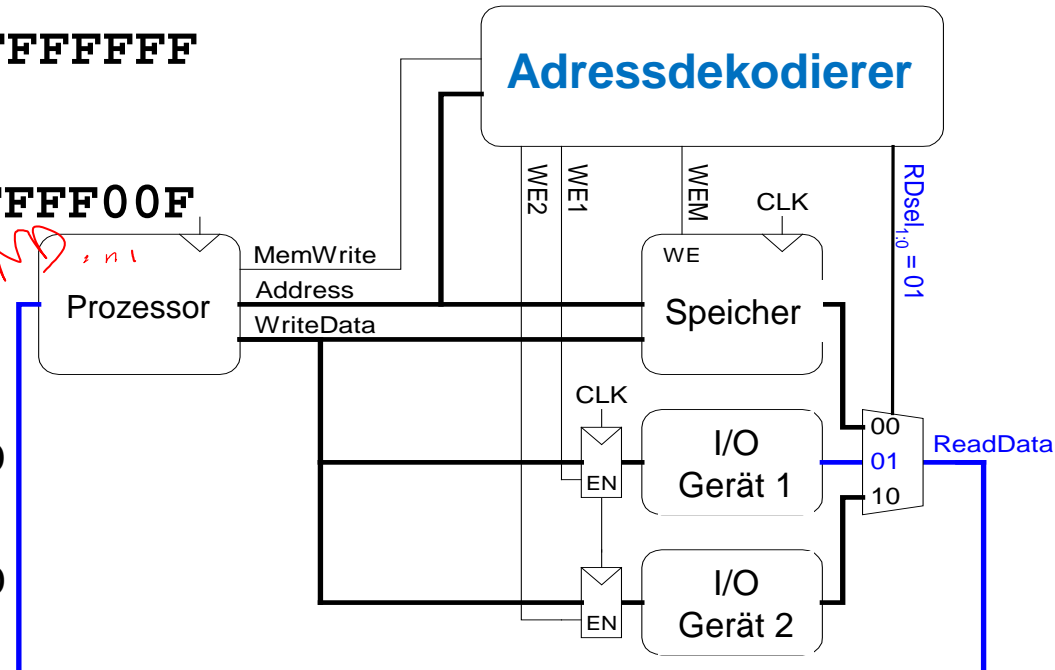 FFFFFFF
Adressdekodierer
FFF00F
WE2
WE1
WEM
RDsel1:0 = 01
CLK
MemWrite
WE
Prozessor
Address
Speicher
WriteData
CLK
00
I/O
Gerät 1
01
ReadData
EN
10
I/O
Gerät 2
EN